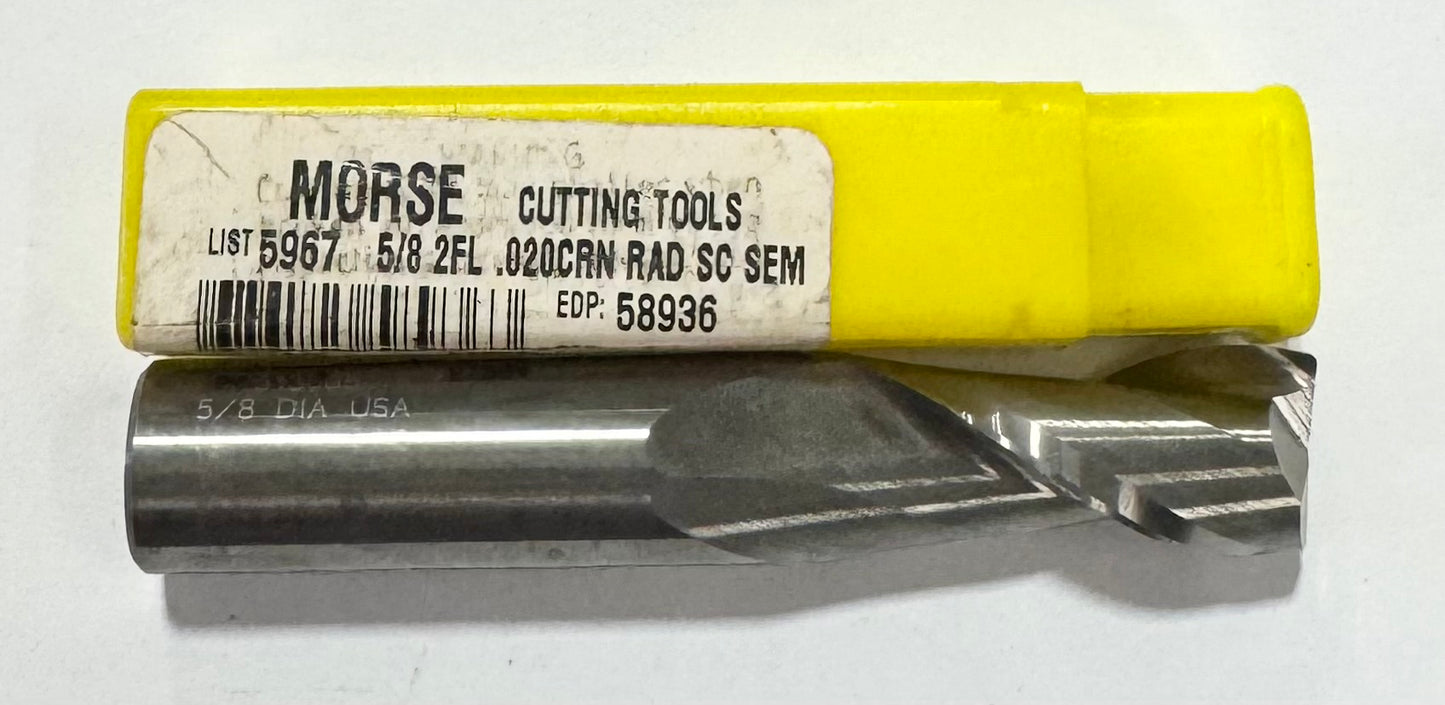 MORSE CUTTING TOOLS
LIST 5967 5/8 2FL .020CRN RAD SC SEM
EDP: 58936
5/8 DIA USA